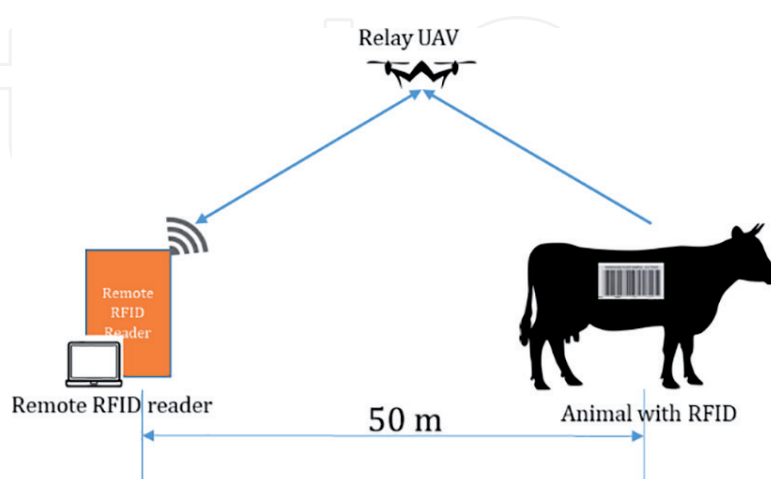 Relay UAV
Remote
RFID
Reader
Remote RFID reader
50 m
Animal with RFID